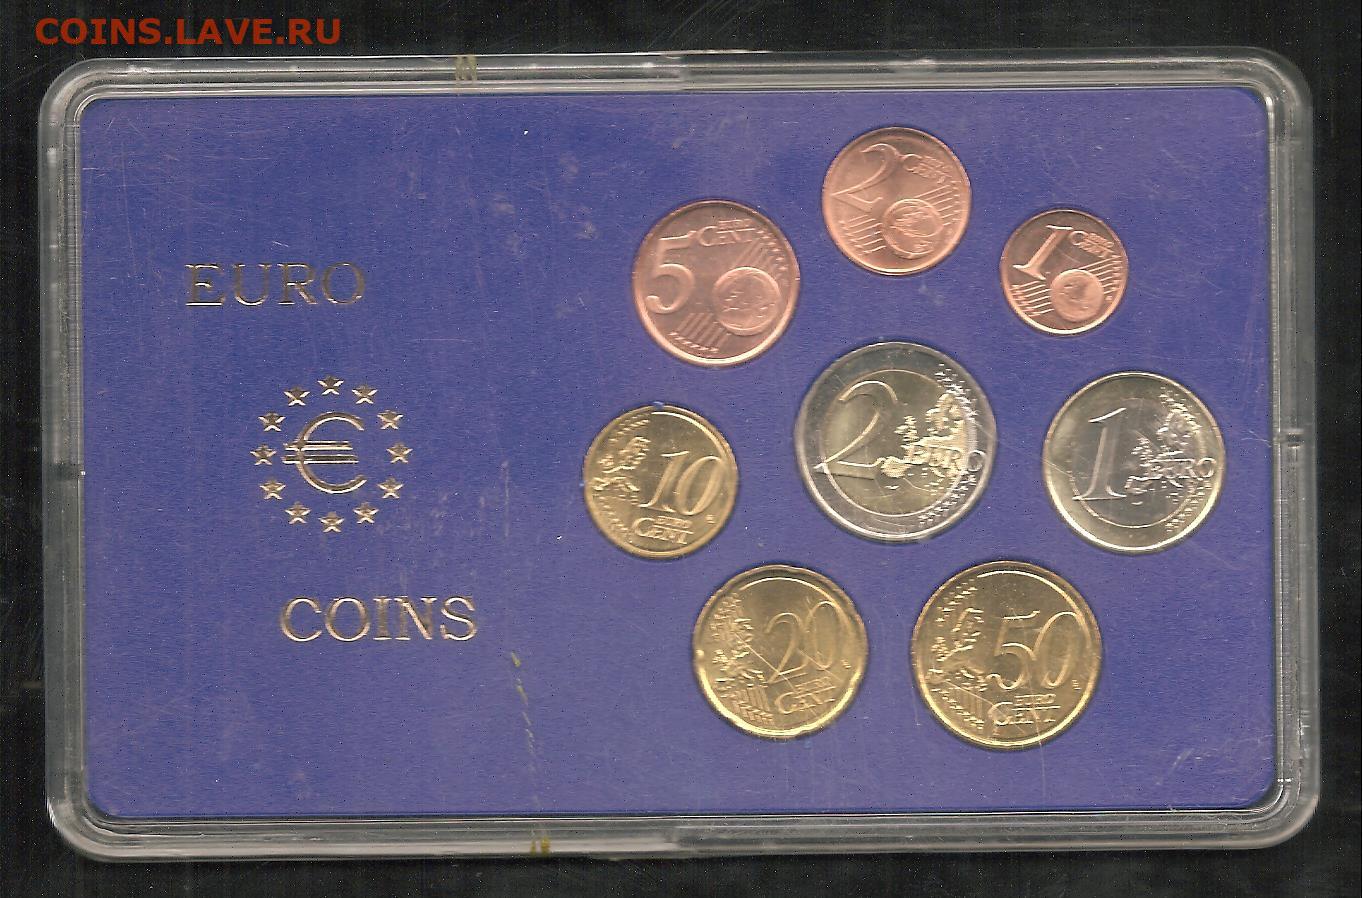 COINS.LAVE.RU
EURO
€
COINS
2 EURO CENT
5 EURO CENT
1 EURO CENT
10 EURO CENT
2 EURO
1 EURO
20 EURO CENT
50 EURO CENT